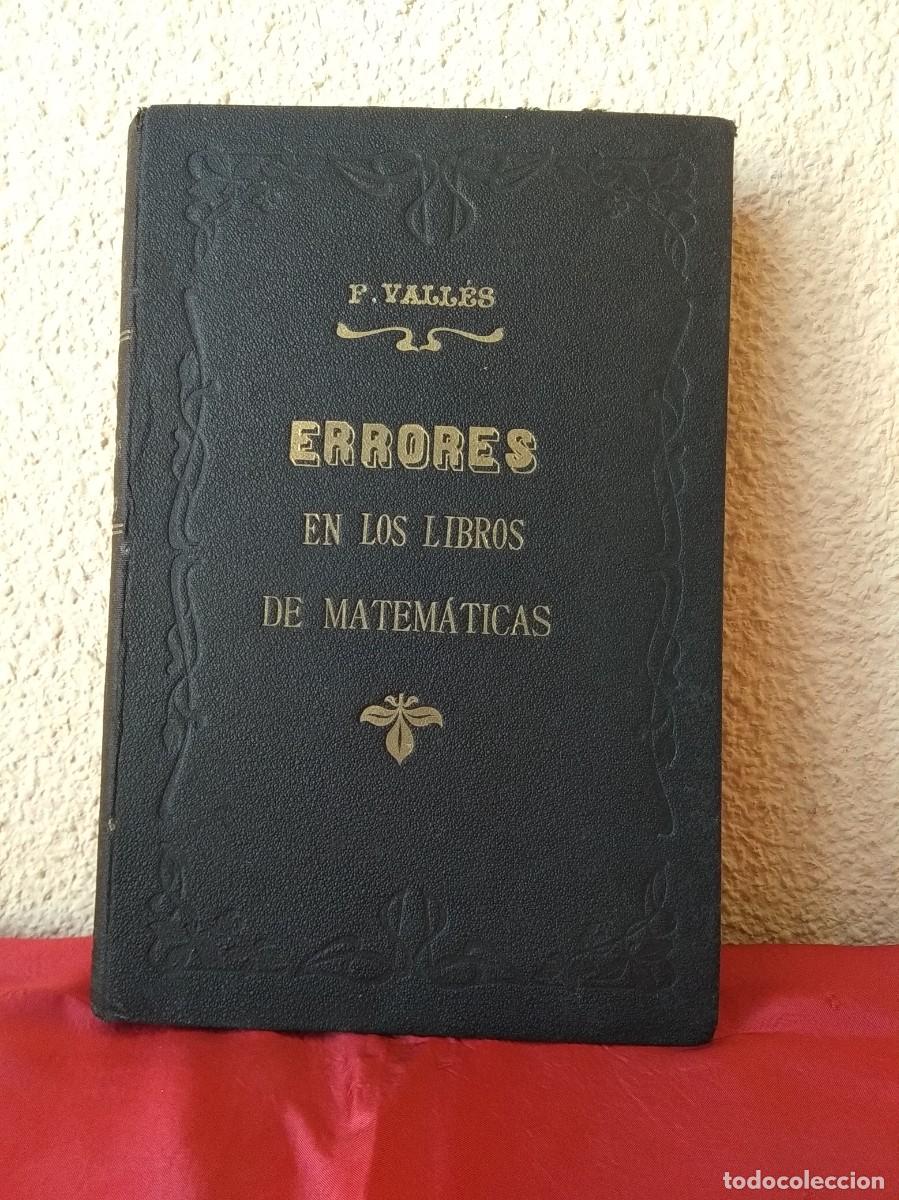 F. VALLÉS
ERRORES
EN LOS LIBROS
DE MATEMÁTICAS
todocoleccion